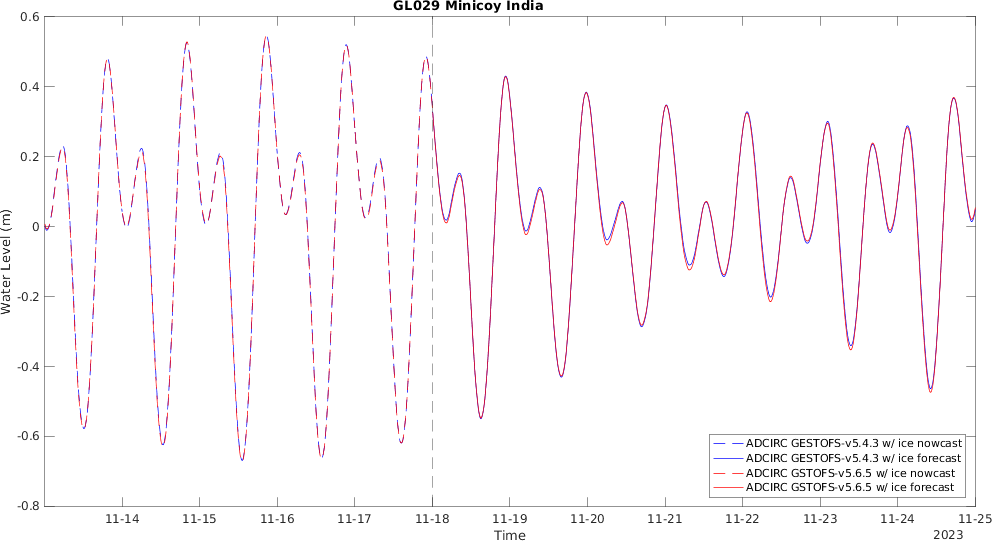 GL029 Minicoy India
0.6
0.4
0.2
0
-0.2
-0.4
-0.6
-0.8
Water Level (m)
ADCIRC GESTOFS-v5.4.3 w/ ice nowcast
ADCIRC GESTOFS-v5.4.3 w/ ice forecast
ADCIRC GSTOFS-v5.6.5 w/ ice nowcast
ADCIRC GSTOFS-v5.6.5 w/ ice forecast
11-14 11-15 11-16 11-17 11-18 11-19 11-20 11-21 11-22 11-23 11-24 11-25
Time
2023